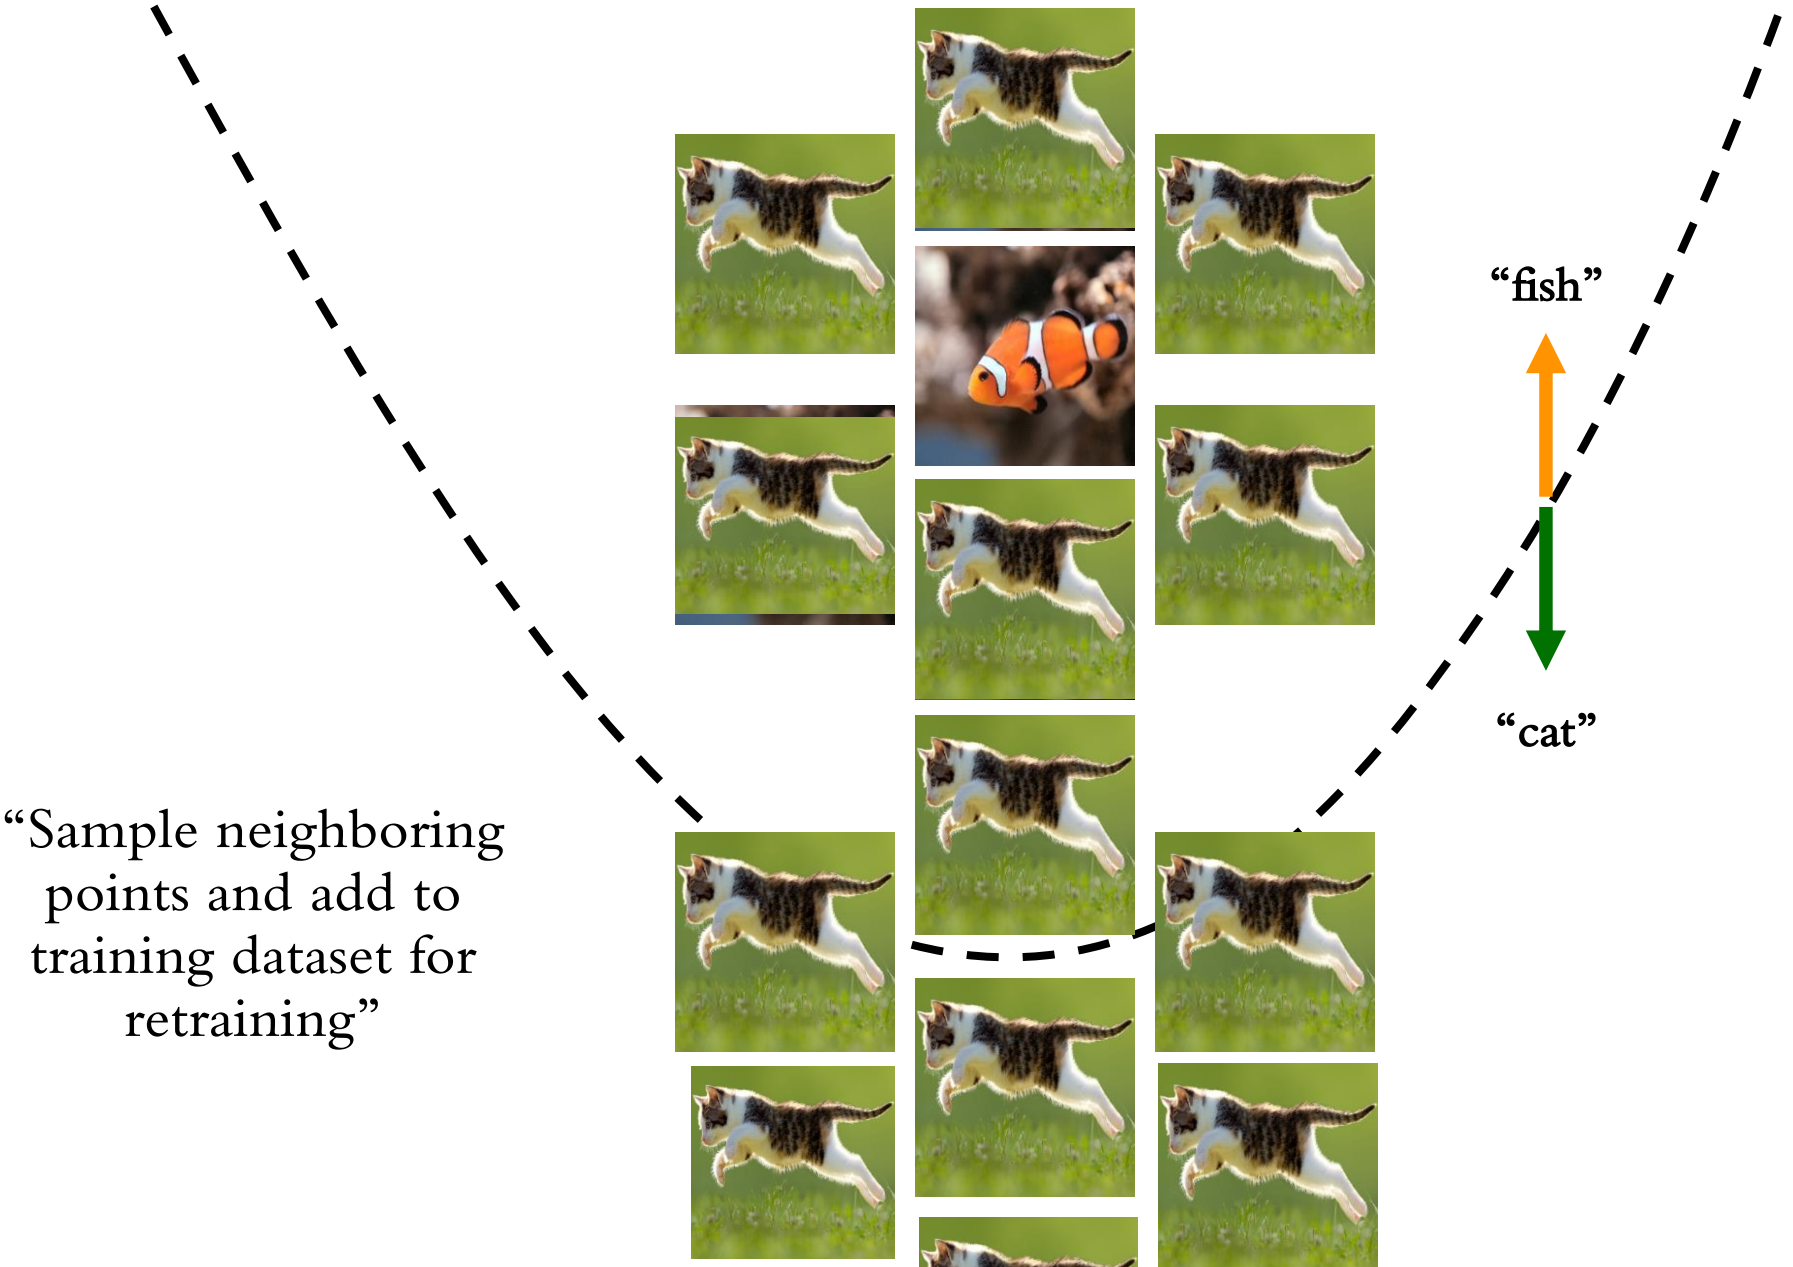 “fish”
“cat”
“Sample neighboring
points and add to
training dataset for
retraining”